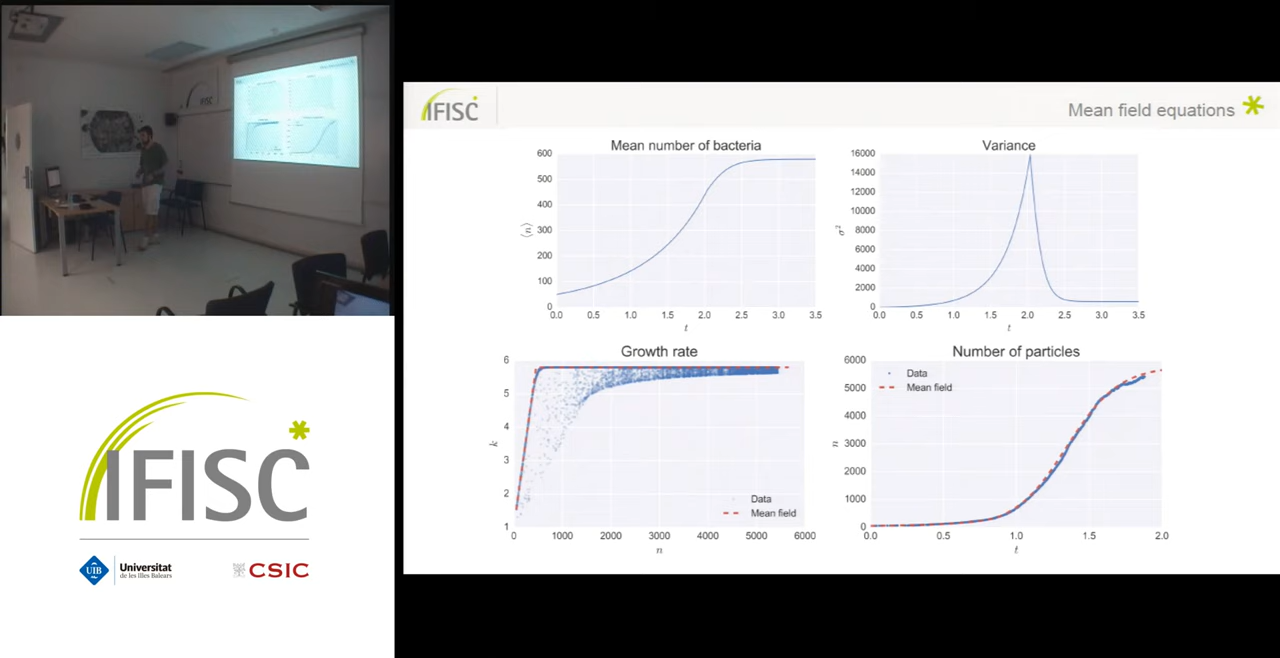 IFISC
Mean field equations
Mean number of bacteria
600
500
400
300
200
100
0
⟨n⟩
0.0 0.5 1.0 1.5 2.0 2.5 3.0 3.5
t
Variance
16000
14000
12000
10000
8000
6000
4000
2000
0
σ²
0.0 0.5 1.0 1.5 2.0 2.5 3.0 3.5
t
Growth rate
6
5
4
3
2
1
k
0 1000 2000 3000 4000 5000 6000
n
Data
Mean field
Number of particles
6000
5000
4000
3000
2000
1000
0
n
Data
Mean field
0.0 0.5 1.0 1.5 2.0
t
IFISC
UIB
Universitat
de les Illes Balears
CSIC